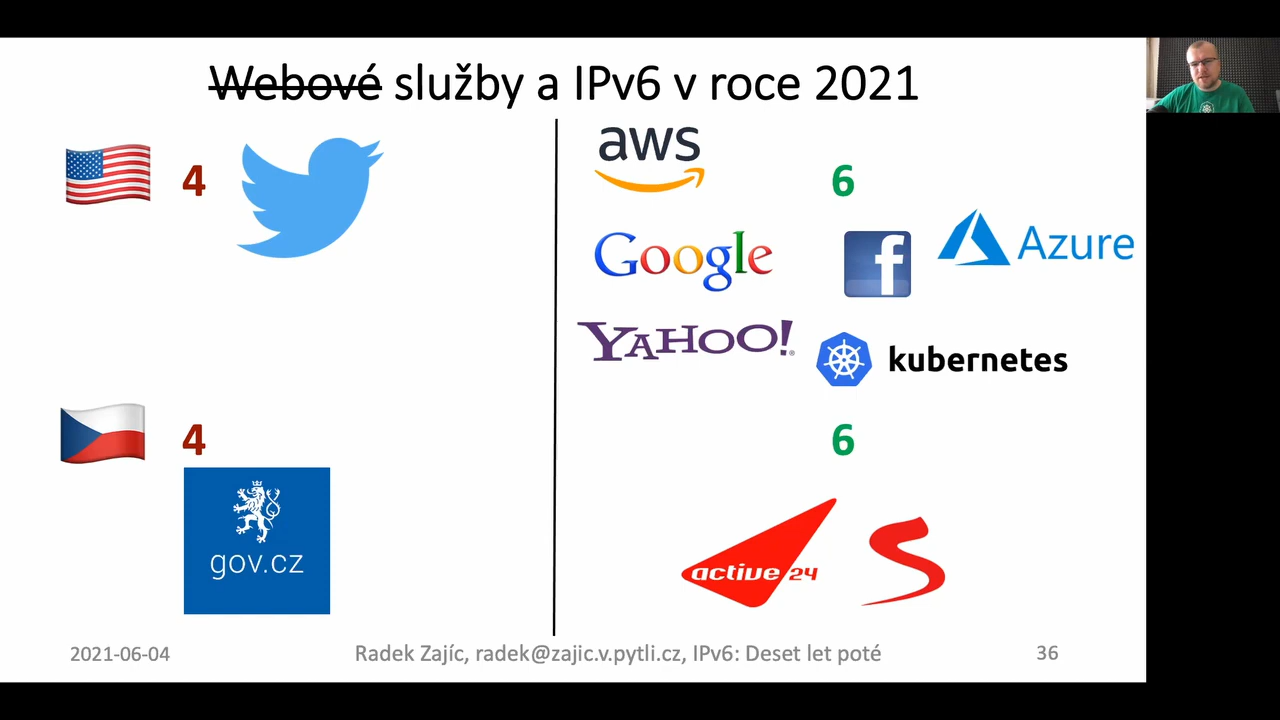 Webové služby a IPv6 v roce 2021
4
aws
6
Google
f
Azure
YAHOO!
kubernetes
4
6
gov.cz
active 24
S
2021-06-04
Radek Zajíc, radek@zajic.v.pytli.cz, IPv6: Deset let poté
36